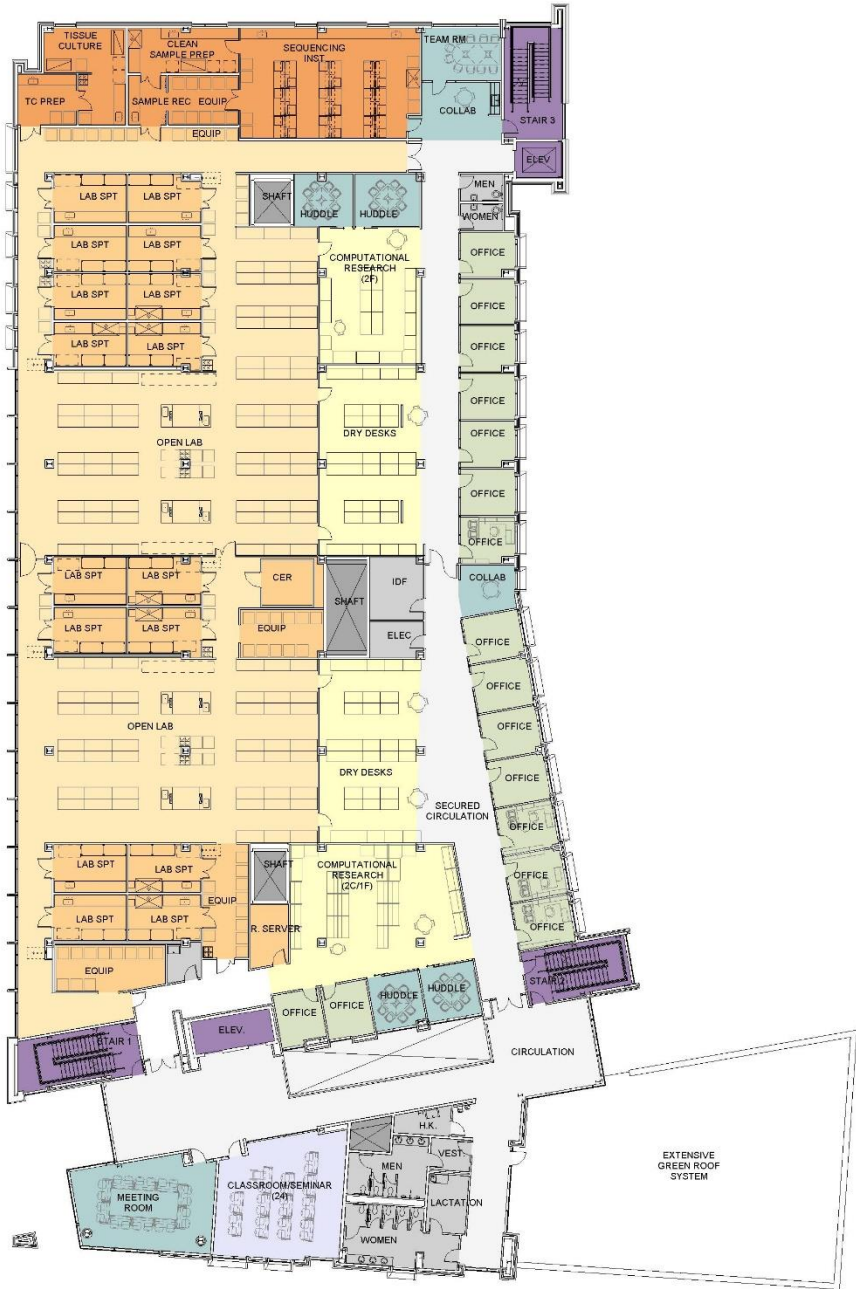 TISSUE
CULTURE
CLEAN
SAMPLE PREP
SEQUENCING
INST
TEAM RM
TC PREP
SAMPLE REC
EQUIP
COLLAB
STAIR 3
EQUIP
ELEV
LAB SPT
LAB SPT
SHAFT
HUDDLE
HUDDLE
MEN
WOMEN
LAB SPT
LAB SPT
COMPUTATIONAL
RESEARCH
(2F)
OFFICE
LAB SPT
LAB SPT
OFFICE
LAB SPT
LAB SPT
OFFICE
OFFICE
OPEN LAB
DRY DESKS
OFFICE
OFFICE
OFFICE
LAB SPT
LAB SPT
CER
SHAFT
IDF
COLLAB
LAB SPT
LAB SPT
EQUIP
ELEC
OFFICE
OFFICE
OPEN LAB
OFFICE
DRY DESKS
OFFICE
SECURED
CIRCULATION
OFFICE
LAB SPT
LAB SPT
SHAFT
COMPUTATIONAL
RESEARCH
(2C/1F)
OFFICE
LAB SPT
LAB SPT
EQUIP
R. SERVER
OFFICE
EQUIP
STAIR 2
OFFICE
OFFICE
HUDDLE
HUDDLE
STAIR 1
ELEV.
CIRCULATION
H.K.
MEN
VEST.
MEETING
ROOM
CLASSROOM/SEMINAR
(24)
LACTATION
WOMEN
EXTENSIVE
GREEN ROOF
SYSTEM